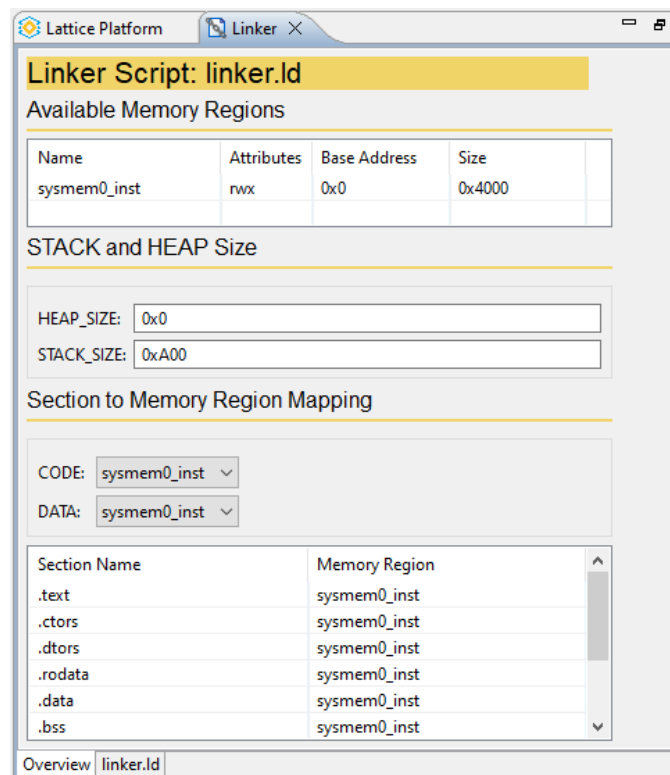 Lattice Platform Linker
Linker Script: linker.ld
Available Memory Regions
Name Attributes Base Address Size
sysmem0_inst rwx 0x0 0x4000
STACK and HEAP Size
HEAP_SIZE: 0x0
STACK_SIZE: 0xA00
Section to Memory Region Mapping
CODE: sysmem0_inst
DATA: sysmem0_inst
Section Name Memory Region
.text sysmem0_inst
.ctors sysmem0_inst
.dtors sysmem0_inst
.rodata sysmem0_inst
.data sysmem0_inst
.bss sysmem0_inst
Overview linker.ld